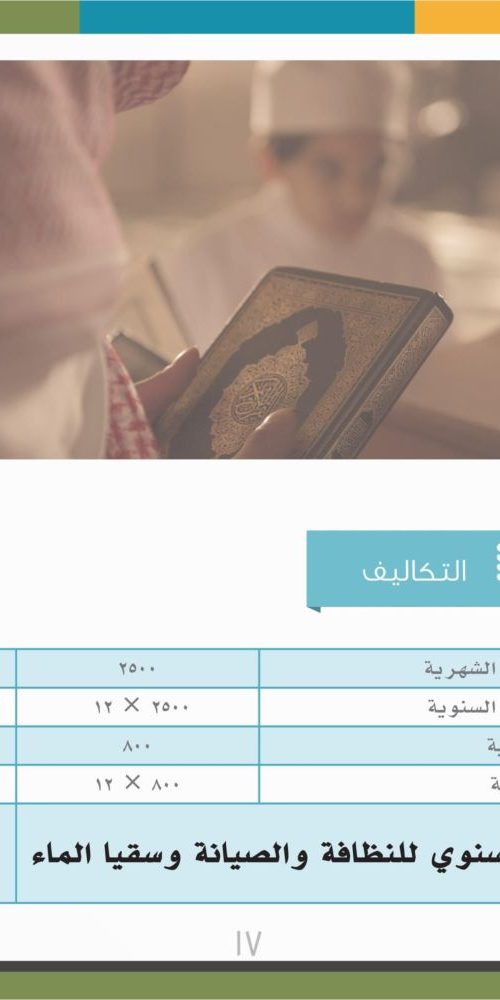 التكاليف
الشهرية ٢٥٠٠
السنوية ٢٥٠٠ × ١٢
ية ٨٠٠
ة ٨٠٠ × ١٢
سنوي للنظافة والصيانة وسقيا الماء
١٧